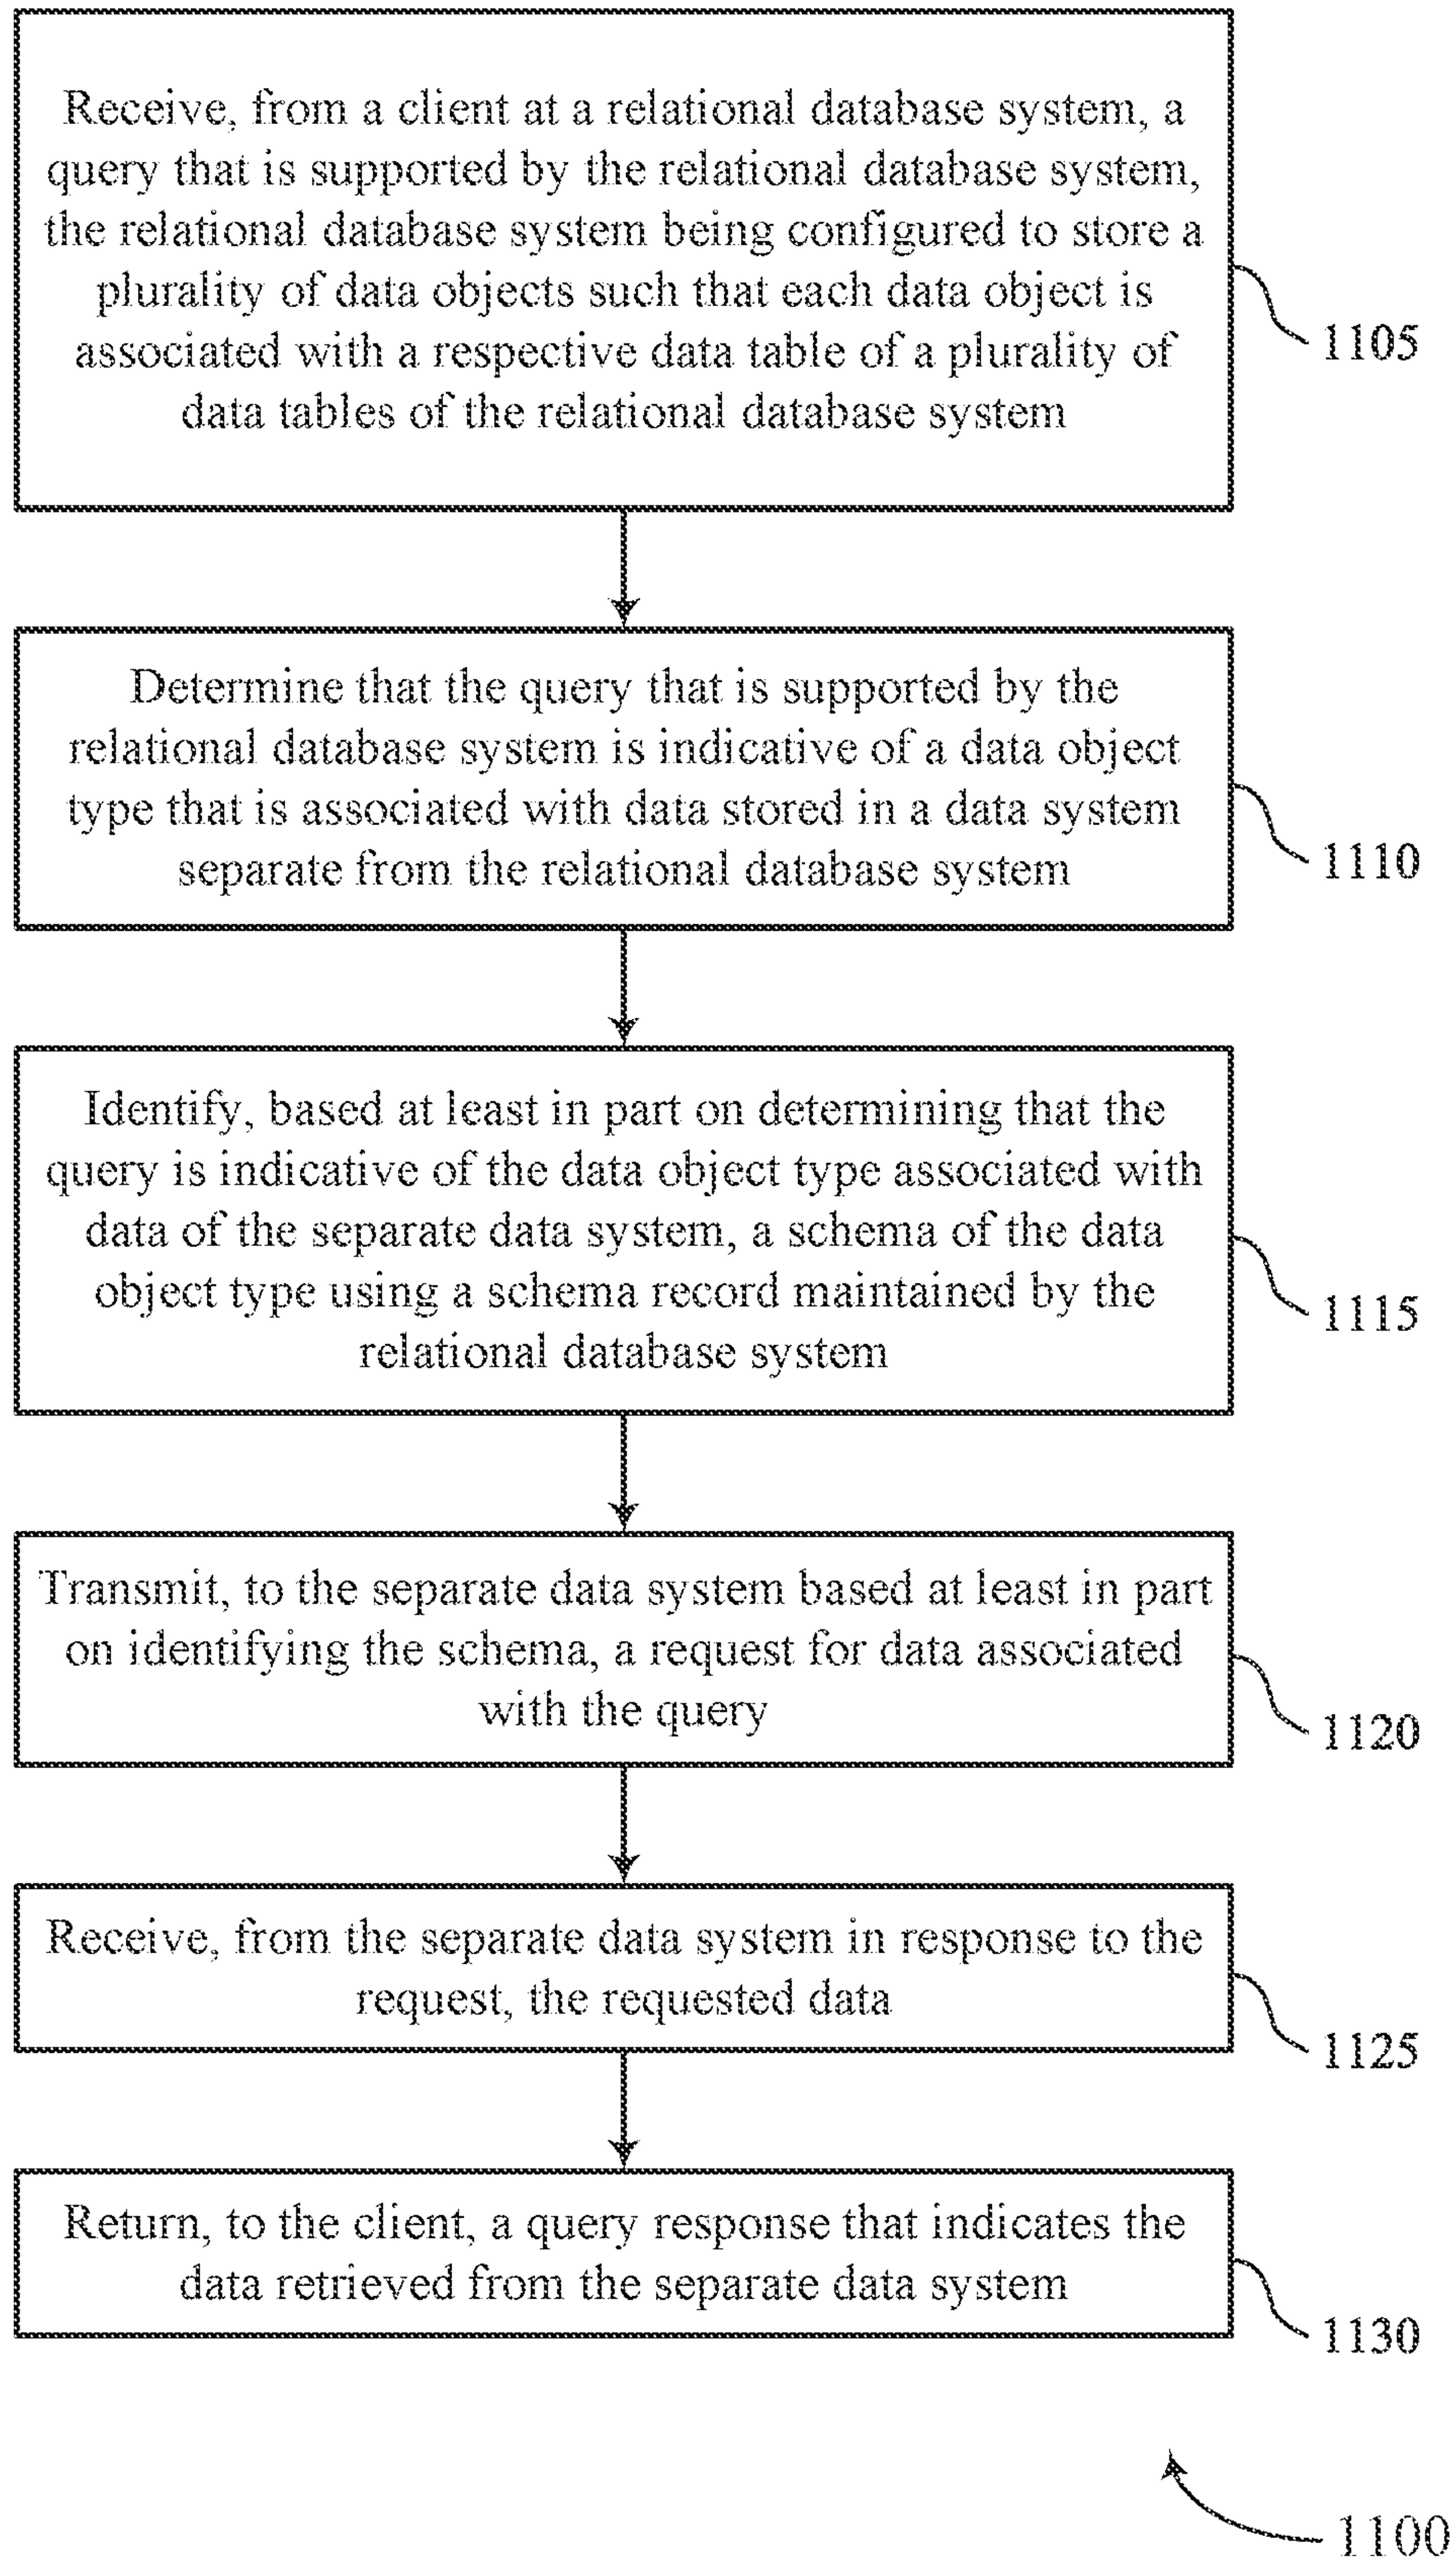 Receive, from a client at a relational database system, a
query that is supported by the relational database system,
the relational database system being configured to store a
plurality of data objects such that each data object is
associated with a respective data table of a plurality of
data tables of the relational database system
1105
Determine that the query that is supported by the
relational database system is indicative of a data object
type that is associated with data stored in a data system
separate from the relational database system
1110
Identify, based at least in part on determining that the
query is indicative of the data object type associated with
data of the separate data system, a schema of the data
object type using a schema record maintained by the
relational database system
1115
Transmit, to the separate data system based at least in part
on identifying the schema, a request for data associated
with the query
1120
Receive, from the separate data system in response to the
request, the requested data
1125
Return, to the client, a query response that indicates the
data retrieved from the separate data system
1130
1100